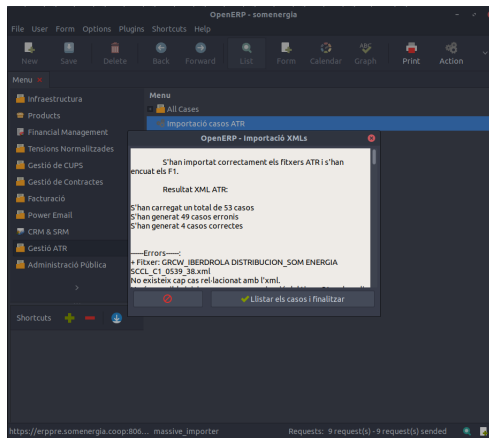 OpenERP - somenergia
File User Form Options Plugins Shortcuts Help
New Save Delete Back Forward List Form Calendar Graph Print Action
Menu
Infraestructura
Products
Financial Management
Tensions Normalitzades
Gestió de CUPS
Gestió de Contractes
Facturació
Power Email
CRM & SRM
Gestió ATR
Administració Pública
Shortcuts
Menu
All Cases
Importació casos ATR
OpenERP - Importació XMLs
S'han importat correctament els fitxers ATR i s'han
encuat els F1.
Resultat XML ATR:
S'han carregat un total de 53 casos
S'han generat 49 casos erronis
S'han generat 4 casos correctes
-----Errors-----:
+ Fitxer: GRCW_IBERDROLA DISTRIBUCION_SOM ENERGIA
SCCL_C1_0539_38.xml
No existeix cap cas rel·lacionat amb l'xml.
Llistar els casos i finalitzar
https://erppre.somenergia.coop:806... massive_importer Requests: 9 request(s) - 9 request(s) sended